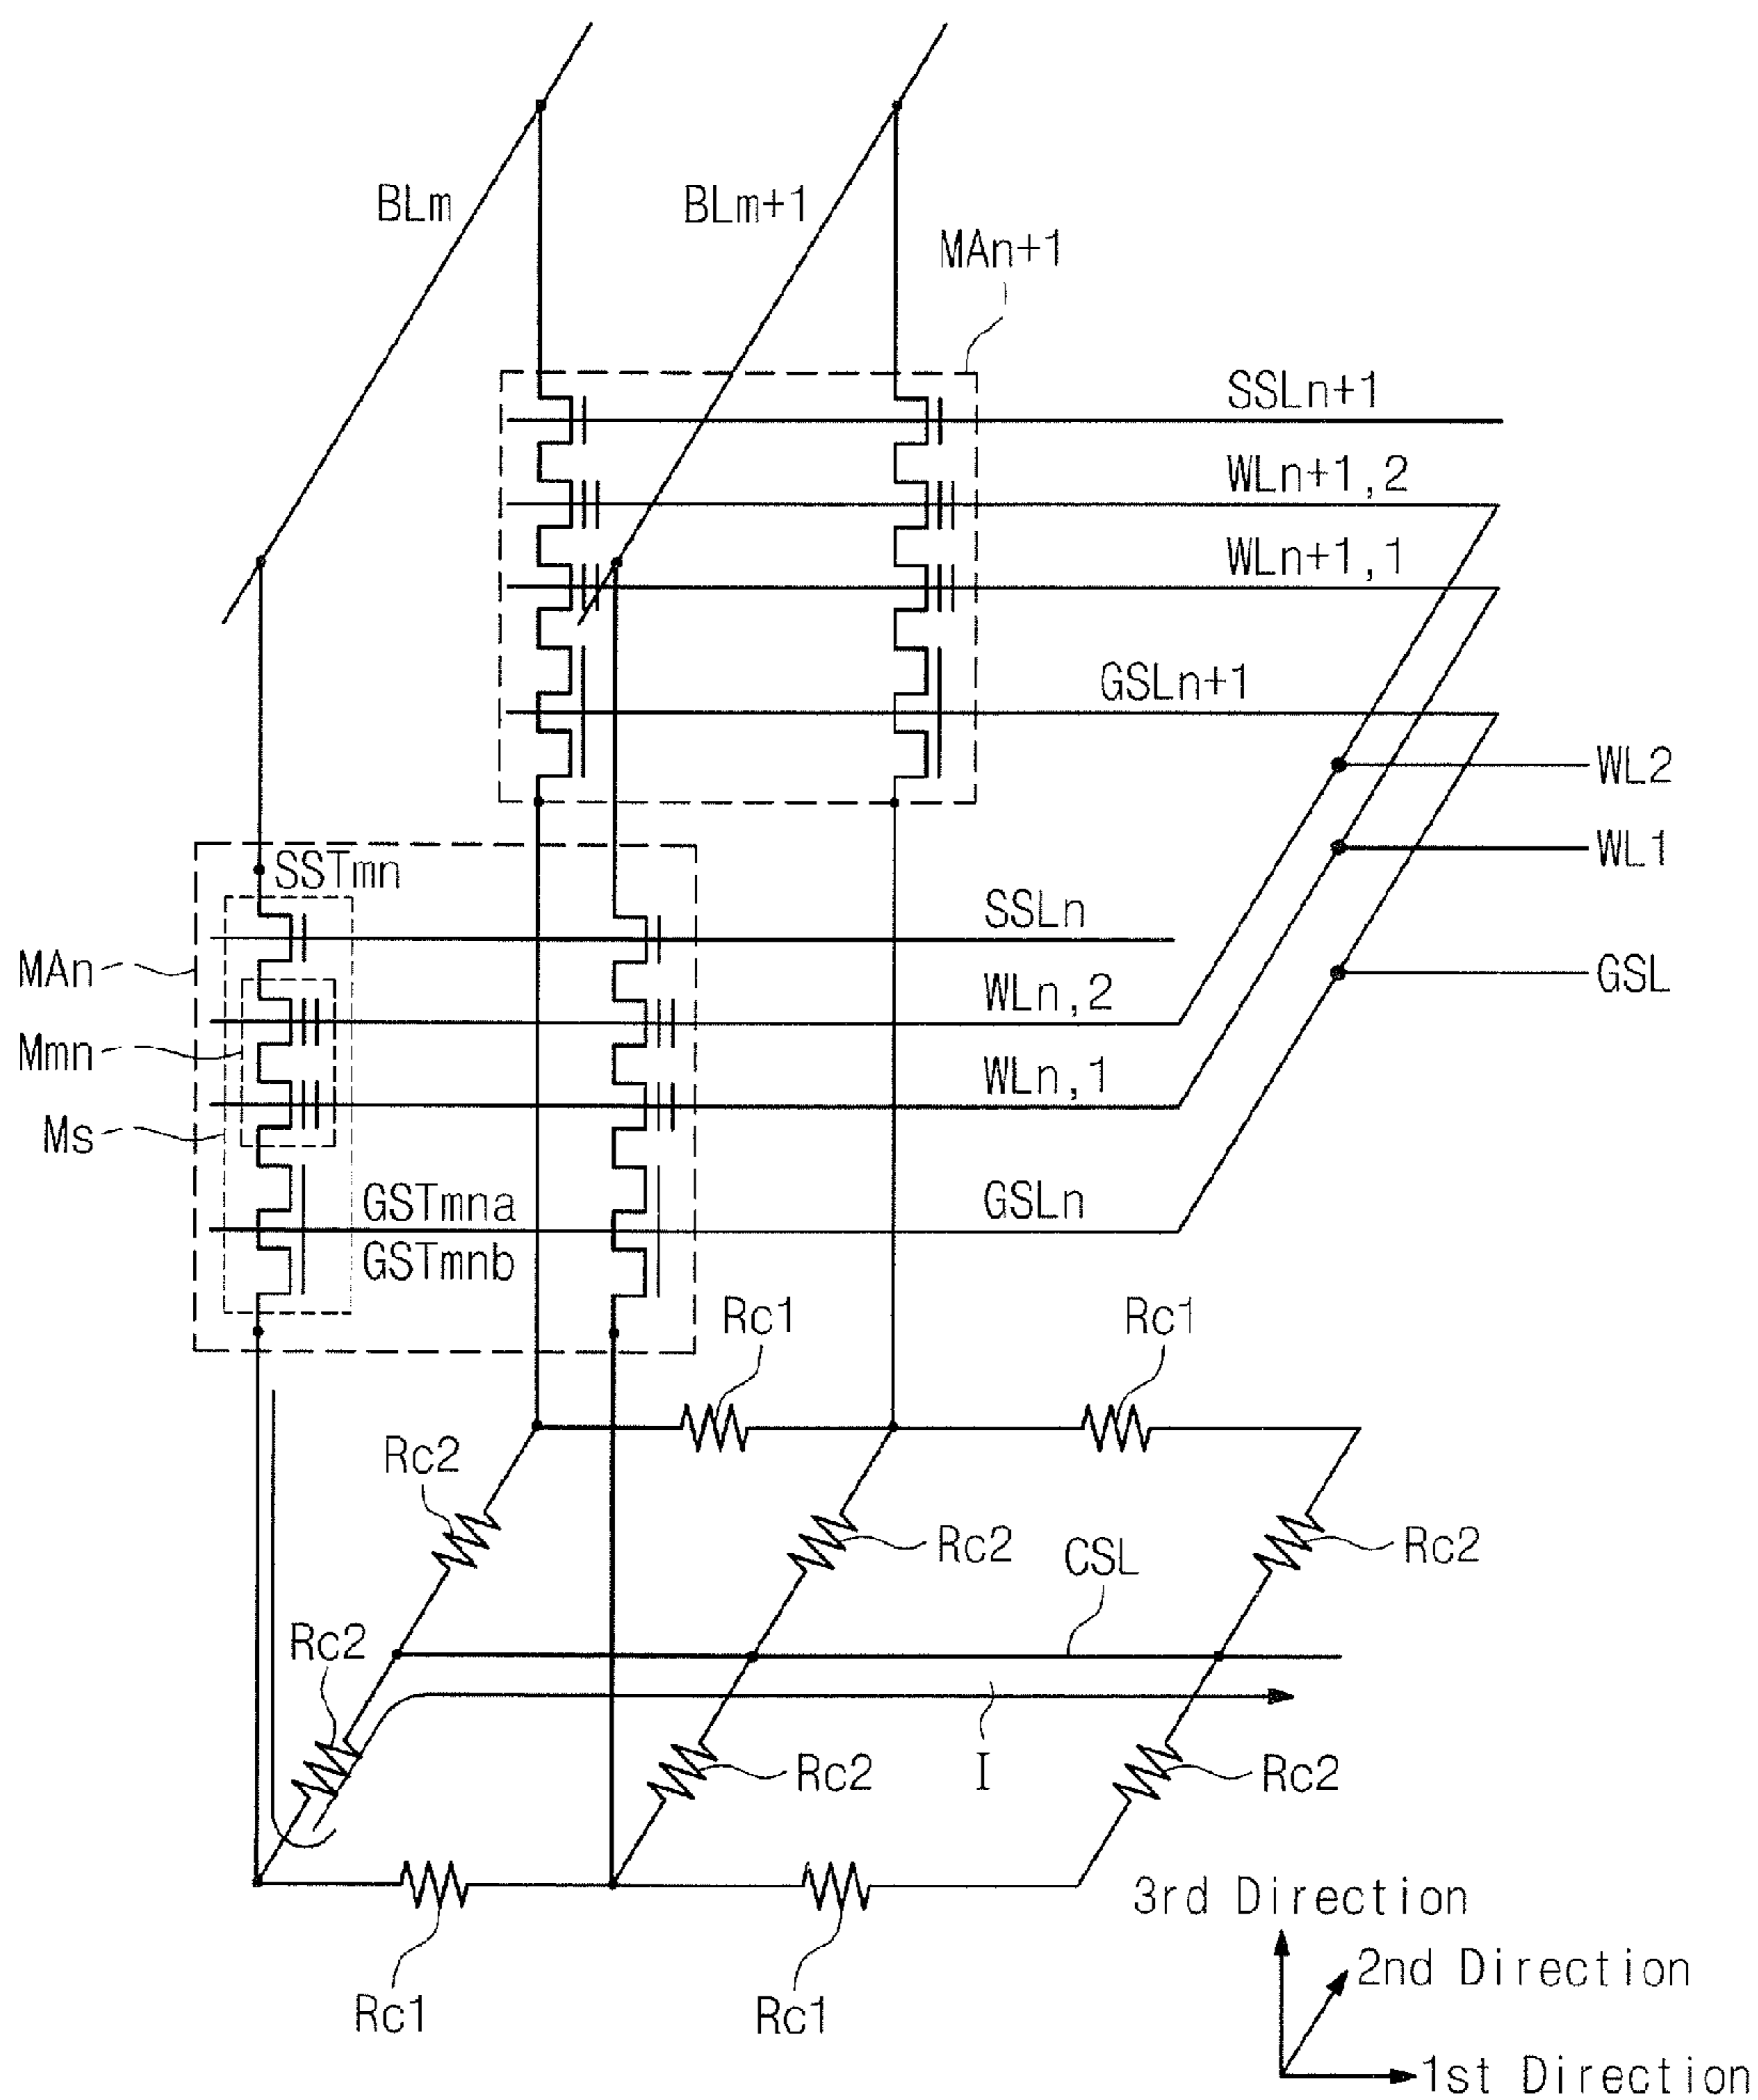 BLm
BLm+1
MAn+1
SSLn+1
WLn+1,2
WLn+1,1
GSLn+1
WL2
WL1
GSL
SSTmn
SSLn
MAn
WLn,2
Mmn
WLn,1
Ms
GSTmna
GSLn
GSTmnb
Rc1
Rc1
Rc2
Rc2
CSL
Rc2
Rc2
Rc2
I
Rc2
Rc1
Rc1
3rd Direction
2nd Direction
1st Direction